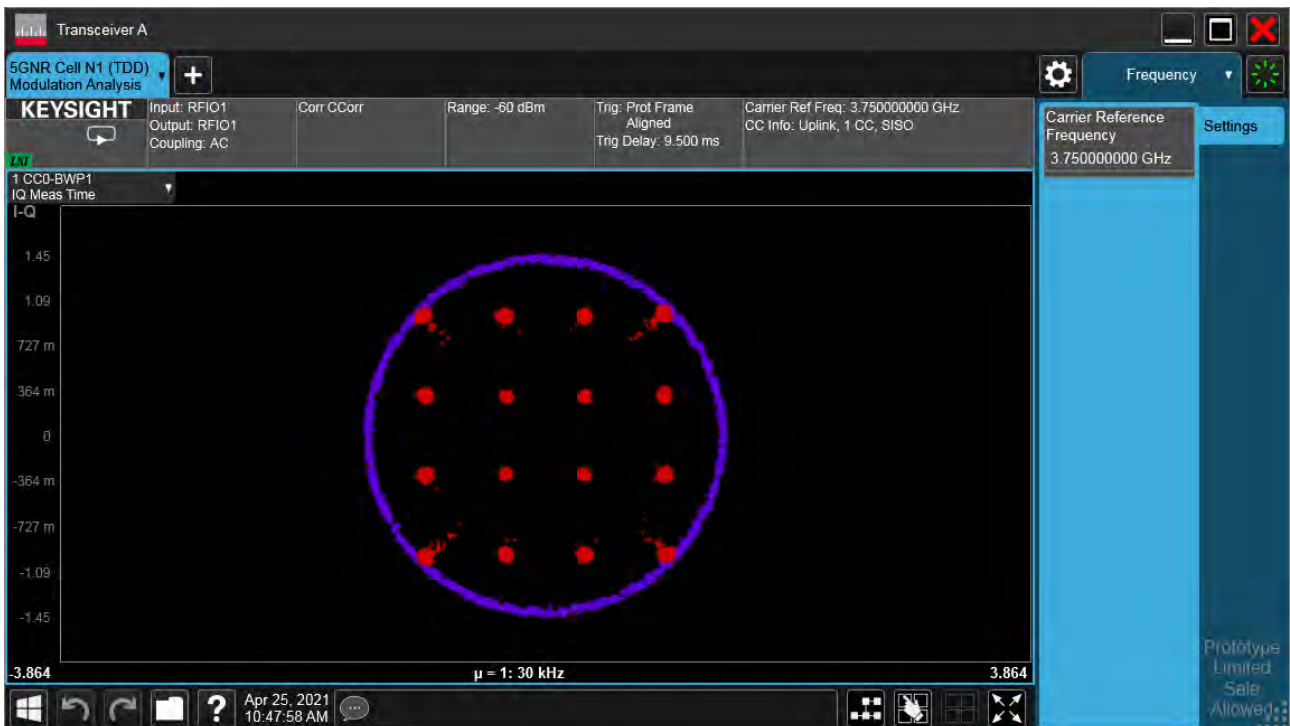 Transceiver A
5GNR Cell N1 (TDD)
Modulation Analysis
+
Frequency
KEYSIGHT
LXI
Input: RFIO1
Output: RFIO1
Coupling: AC
Corr CCorr
Range: -60 dBm
Trig: Prot Frame
Aligned
Trig Delay: 9.500 ms
Carrier Ref Freq: 3.750000000 GHz
CC Info: Uplink, 1 CC, SISO
Carrier Reference
Frequency
3.750000000 GHz
Settings
1 CC0-BWP1
IQ Meas Time
I-Q
1.45
1.09
727 m
364 m
0
-364 m
-727 m
-1.09
-1.45
-3.864
µ = 1: 30 kHz
3.864
Prototype
Limited
Sale
Allowed
?
Apr 25, 2021
10:47:58 AM